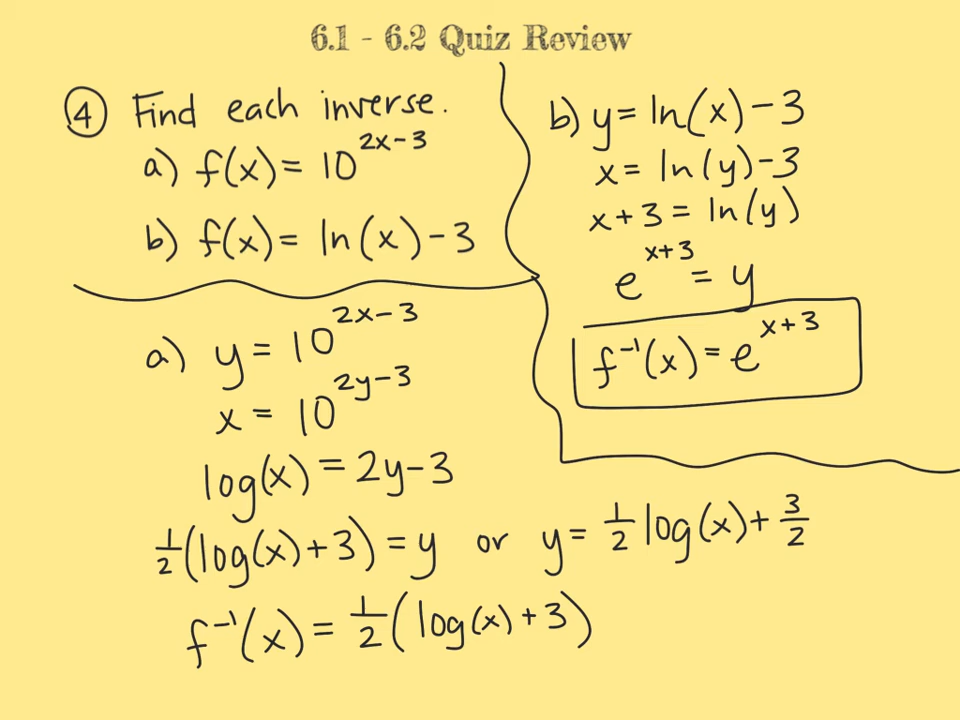 6.1 - 6.2 Quiz Review
④ Find each inverse.
a) f(x) = 10^(2x-3)
b) f(x) = ln(x) - 3
a) y = 10^(2x-3)
x = 10^(2y-3)
log(x) = 2y-3
1/2(log(x)+3) = y or y = 1/2 log(x) + 3/2
f⁻¹(x) = 1/2(log(x)+3)
b) y = ln(x) - 3
x = ln(y) - 3
x+3 = ln(y)
e^(x+3) = y
f⁻¹(x) = e^(x+3)